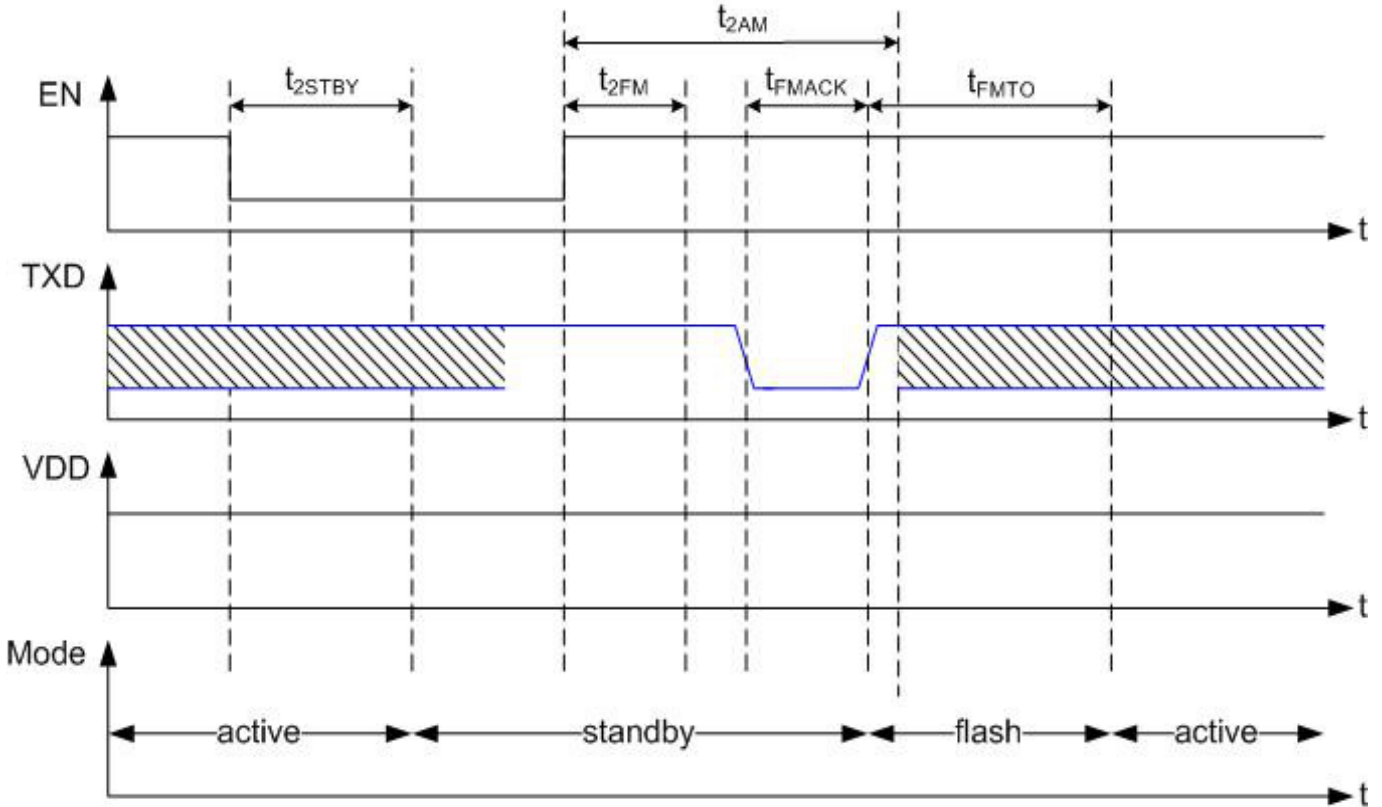 t2AM
EN t2STBY t2FM tFMACK tFMTO
t
TXD
t
VDD
t
Mode
active standby flash active
t